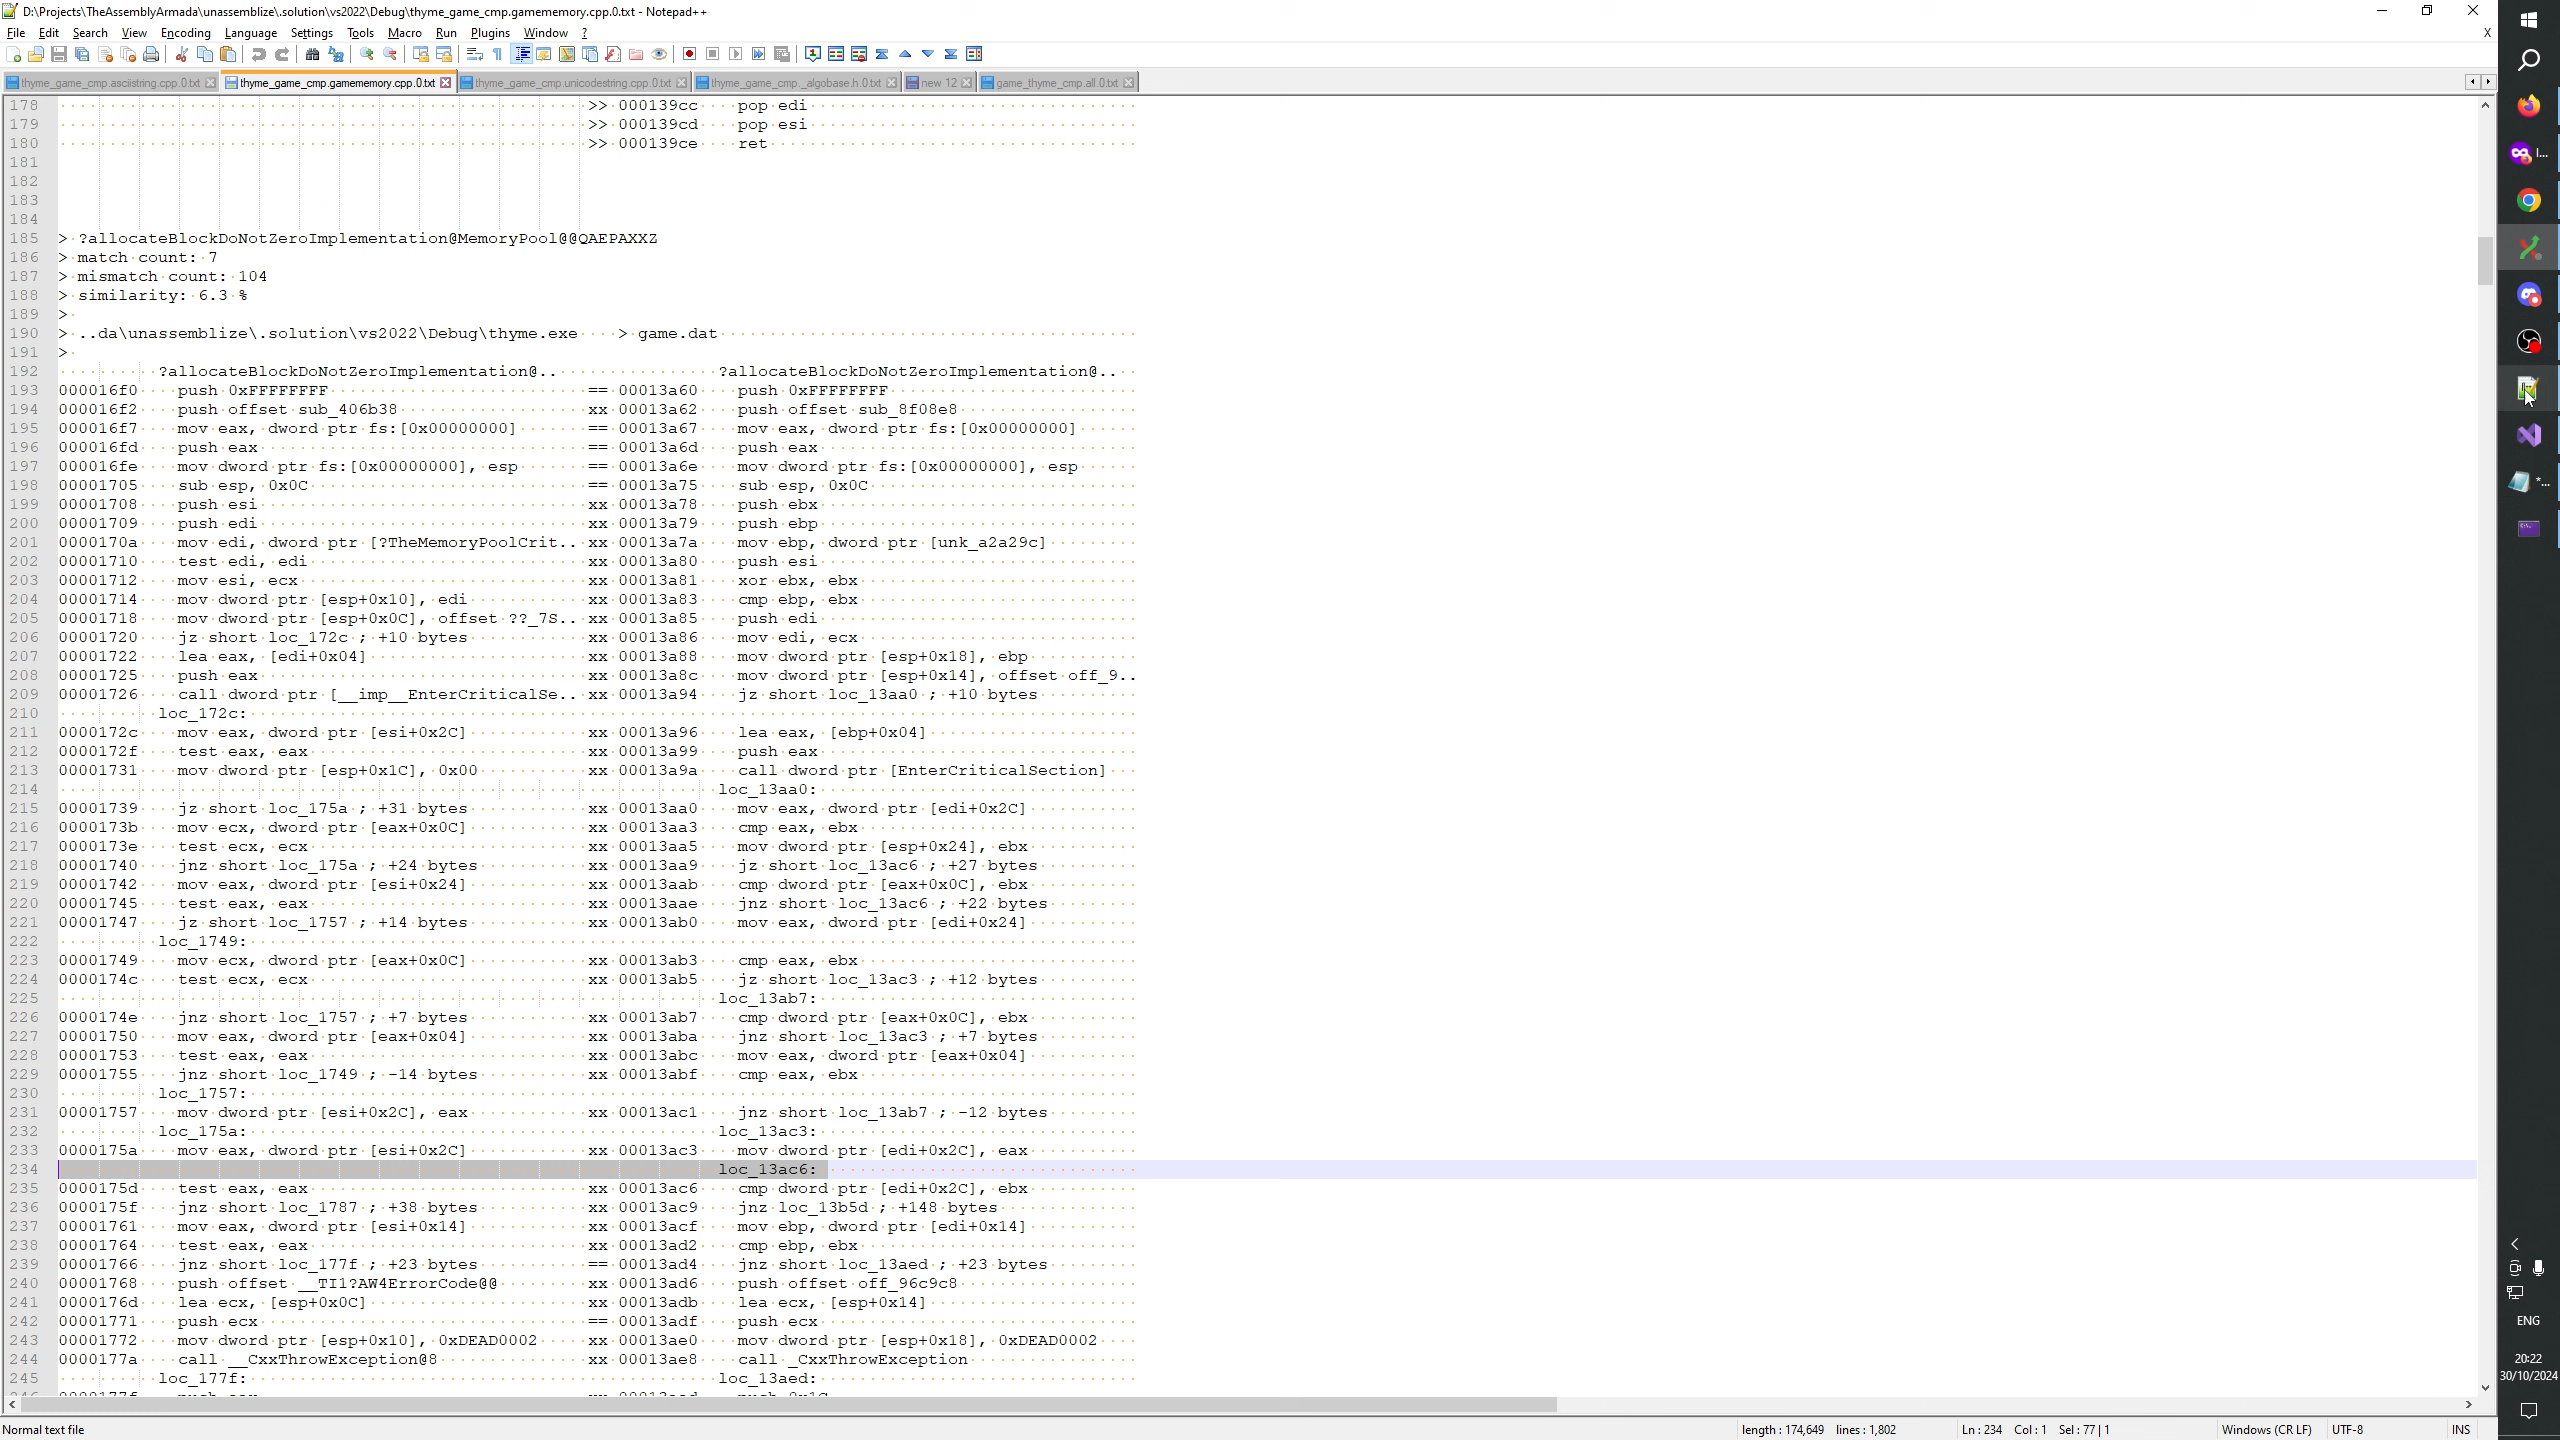 D:\Projects\TheAssemblyArmada\unassemblize\.solution\vs2022\Debug\thyme_game_cmp.gamememory.cpp.0.txt - Notepad++
File Edit Search View Encoding Language Settings Tools Macro Run Plugins Window ? X
thyme_game_cmp.asciistring.cpp.0.txt thyme_game_cmp.gamememory.cpp.0.txt thyme_game_cmp.unicodestring.cpp.0.txt thyme_game_cmp._algobase.h.0.txt new 12 game_thyme_cmp.all.0.txt
178 >> 000139cc pop edi
179 >> 000139cd pop esi
180 >> 000139ce ret
181
182
183
184
185 > ?allocateBlockDoNotZeroImplementation@MemoryPool@@QAEPAXXZ
186 > match count: 7
187 > mismatch count: 104
188 > similarity: 6.3 %
189 >
190 > ..da\unassemblize\.solution\vs2022\Debug\thyme.exe > game.dat
191 >
192 ?allocateBlockDoNotZeroImplementation@.. ?allocateBlockDoNotZeroImplementation@..
193 000016f0 push 0xFFFFFFFF == 00013a60 push 0xFFFFFFFF
194 000016f2 push offset sub_406b38 xx 00013a62 push offset sub_8f08e8
195 000016f7 mov eax, dword ptr fs:[0x00000000] == 00013a67 mov eax, dword ptr fs:[0x00000000]
196 000016fd push eax == 00013a6d push eax
197 000016fe mov dword ptr fs:[0x00000000], esp == 00013a6e mov dword ptr fs:[0x00000000], esp
198 00001705 sub esp, 0x0C == 00013a75 sub esp, 0x0C
199 00001708 push esi xx 00013a78 push ebx
200 00001709 push edi xx 00013a79 push ebp
201 0000170a mov edi, dword ptr [?TheMemoryPoolCrit.. xx 00013a7a mov ebp, dword ptr [unk_a2a29c]
202 00001710 test edi, edi xx 00013a80 push esi
203 00001712 mov esi, ecx xx 00013a81 xor ebx, ebx
204 00001714 mov dword ptr [esp+0x10], edi xx 00013a83 cmp ebp, ebx
205 00001718 mov dword ptr [esp+0x0C], offset ??_7S.. xx 00013a85 push edi
206 00001720 jz short loc_172c ; +10 bytes xx 00013a86 mov edi, ecx
207 00001722 lea eax, [edi+0x04] xx 00013a88 mov dword ptr [esp+0x18], ebp
208 00001725 push eax xx 00013a8c mov dword ptr [esp+0x14], offset off_9..
209 00001726 call dword ptr [__imp__EnterCriticalSe.. xx 00013a94 jz short loc_13aa0 ; +10 bytes
210 loc_172c:
211 0000172c mov eax, dword ptr [esi+0x2C] xx 00013a96 lea eax, [ebp+0x04]
212 0000172f test eax, eax xx 00013a99 push eax
213 00001731 mov dword ptr [esp+0x1C], 0x00 xx 00013a9a call dword ptr [EnterCriticalSection]
214 loc_13aa0:
215 00001739 jz short loc_175a ; +31 bytes xx 00013aa0 mov eax, dword ptr [edi+0x2C]
216 0000173b mov ecx, dword ptr [eax+0x0C] xx 00013aa3 cmp eax, ebx
217 0000173e test ecx, ecx xx 00013aa5 mov dword ptr [esp+0x24], ebx
218 00001740 jnz short loc_175a ; +24 bytes xx 00013aa9 jz short loc_13ac6 ; +27 bytes
219 00001742 mov eax, dword ptr [esi+0x24] xx 00013aab cmp dword ptr [eax+0x0C], ebx
220 00001745 test eax, eax xx 00013aae jnz short loc_13ac6 ; +22 bytes
221 00001747 jz short loc_1757 ; +14 bytes xx 00013ab0 mov eax, dword ptr [edi+0x24]
222 loc_1749:
223 00001749 mov ecx, dword ptr [eax+0x0C] xx 00013ab3 cmp eax, ebx
224 0000174c test ecx, ecx xx 00013ab5 jz short loc_13ac3 ; +12 bytes
225 loc_13ab7:
226 0000174e jnz short loc_1757 ; +7 bytes xx 00013ab7 cmp dword ptr [eax+0x0C], ebx
227 00001750 mov eax, dword ptr [eax+0x04] xx 00013aba jnz short loc_13ac3 ; +7 bytes
228 00001753 test eax, eax xx 00013abc mov eax, dword ptr [eax+0x04]
229 00001755 jnz short loc_1749 ; -14 bytes xx 00013abf cmp eax, ebx
230 loc_1757:
231 00001757 mov dword ptr [esi+0x2C], eax xx 00013ac1 jnz short loc_13ab7 ; -12 bytes
232 loc_175a: loc_13ac3:
233 0000175a mov eax, dword ptr [esi+0x2C] xx 00013ac3 mov dword ptr [edi+0x2C], eax
234 loc_13ac6:
235 0000175d test eax, eax xx 00013ac6 cmp dword ptr [edi+0x2C], ebx
236 0000175f jnz short loc_1787 ; +38 bytes xx 00013ac9 jnz loc_13b5d ; +148 bytes
237 00001761 mov eax, dword ptr [esi+0x14] xx 00013acf mov ebp, dword ptr [edi+0x14]
238 00001764 test eax, eax xx 00013ad2 cmp ebp, ebx
239 00001766 jnz short loc_177f ; +23 bytes == 00013ad4 jnz short loc_13aed ; +23 bytes
240 00001768 push offset __TI1?AW4ErrorCode@@ xx 00013ad6 push offset off_96c9c8
241 0000176d lea ecx, [esp+0x0C] xx 00013adb lea ecx, [esp+0x14]
242 00001771 push ecx == 00013adf push ecx
243 00001772 mov dword ptr [esp+0x10], 0xDEAD0002 xx 00013ae0 mov dword ptr [esp+0x18], 0xDEAD0002
244 0000177a call __CxxThrowException@8 xx 00013ae8 call _CxxThrowException
245 loc_177f: loc_13aed:
Normal text file length : 174,649 lines : 1,802 Ln : 234 Col : 1 Sel : 77 | 1 Windows (CR LF) UTF-8 INS
I...
*...
ENG
20:22
30/10/2024